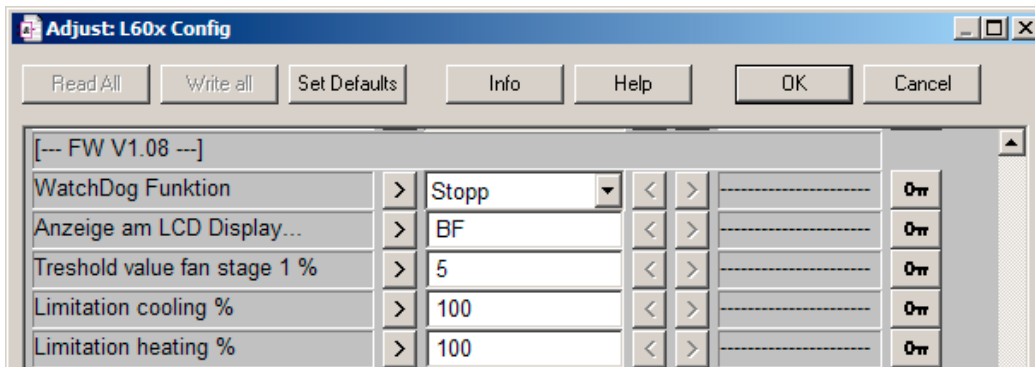 Adjust: L60x Config
Read All Write all Set Defaults Info Help OK Cancel
[--- FW V1.08 ---]
WatchDog Funktion > Stopp < > -----------------------
Anzeige am LCD Display... > BF < > -----------------------
Treshold value fan stage 1 % > 5 < > -----------------------
Limitation cooling % > 100 < > -----------------------
Limitation heating % > 100 < > -----------------------